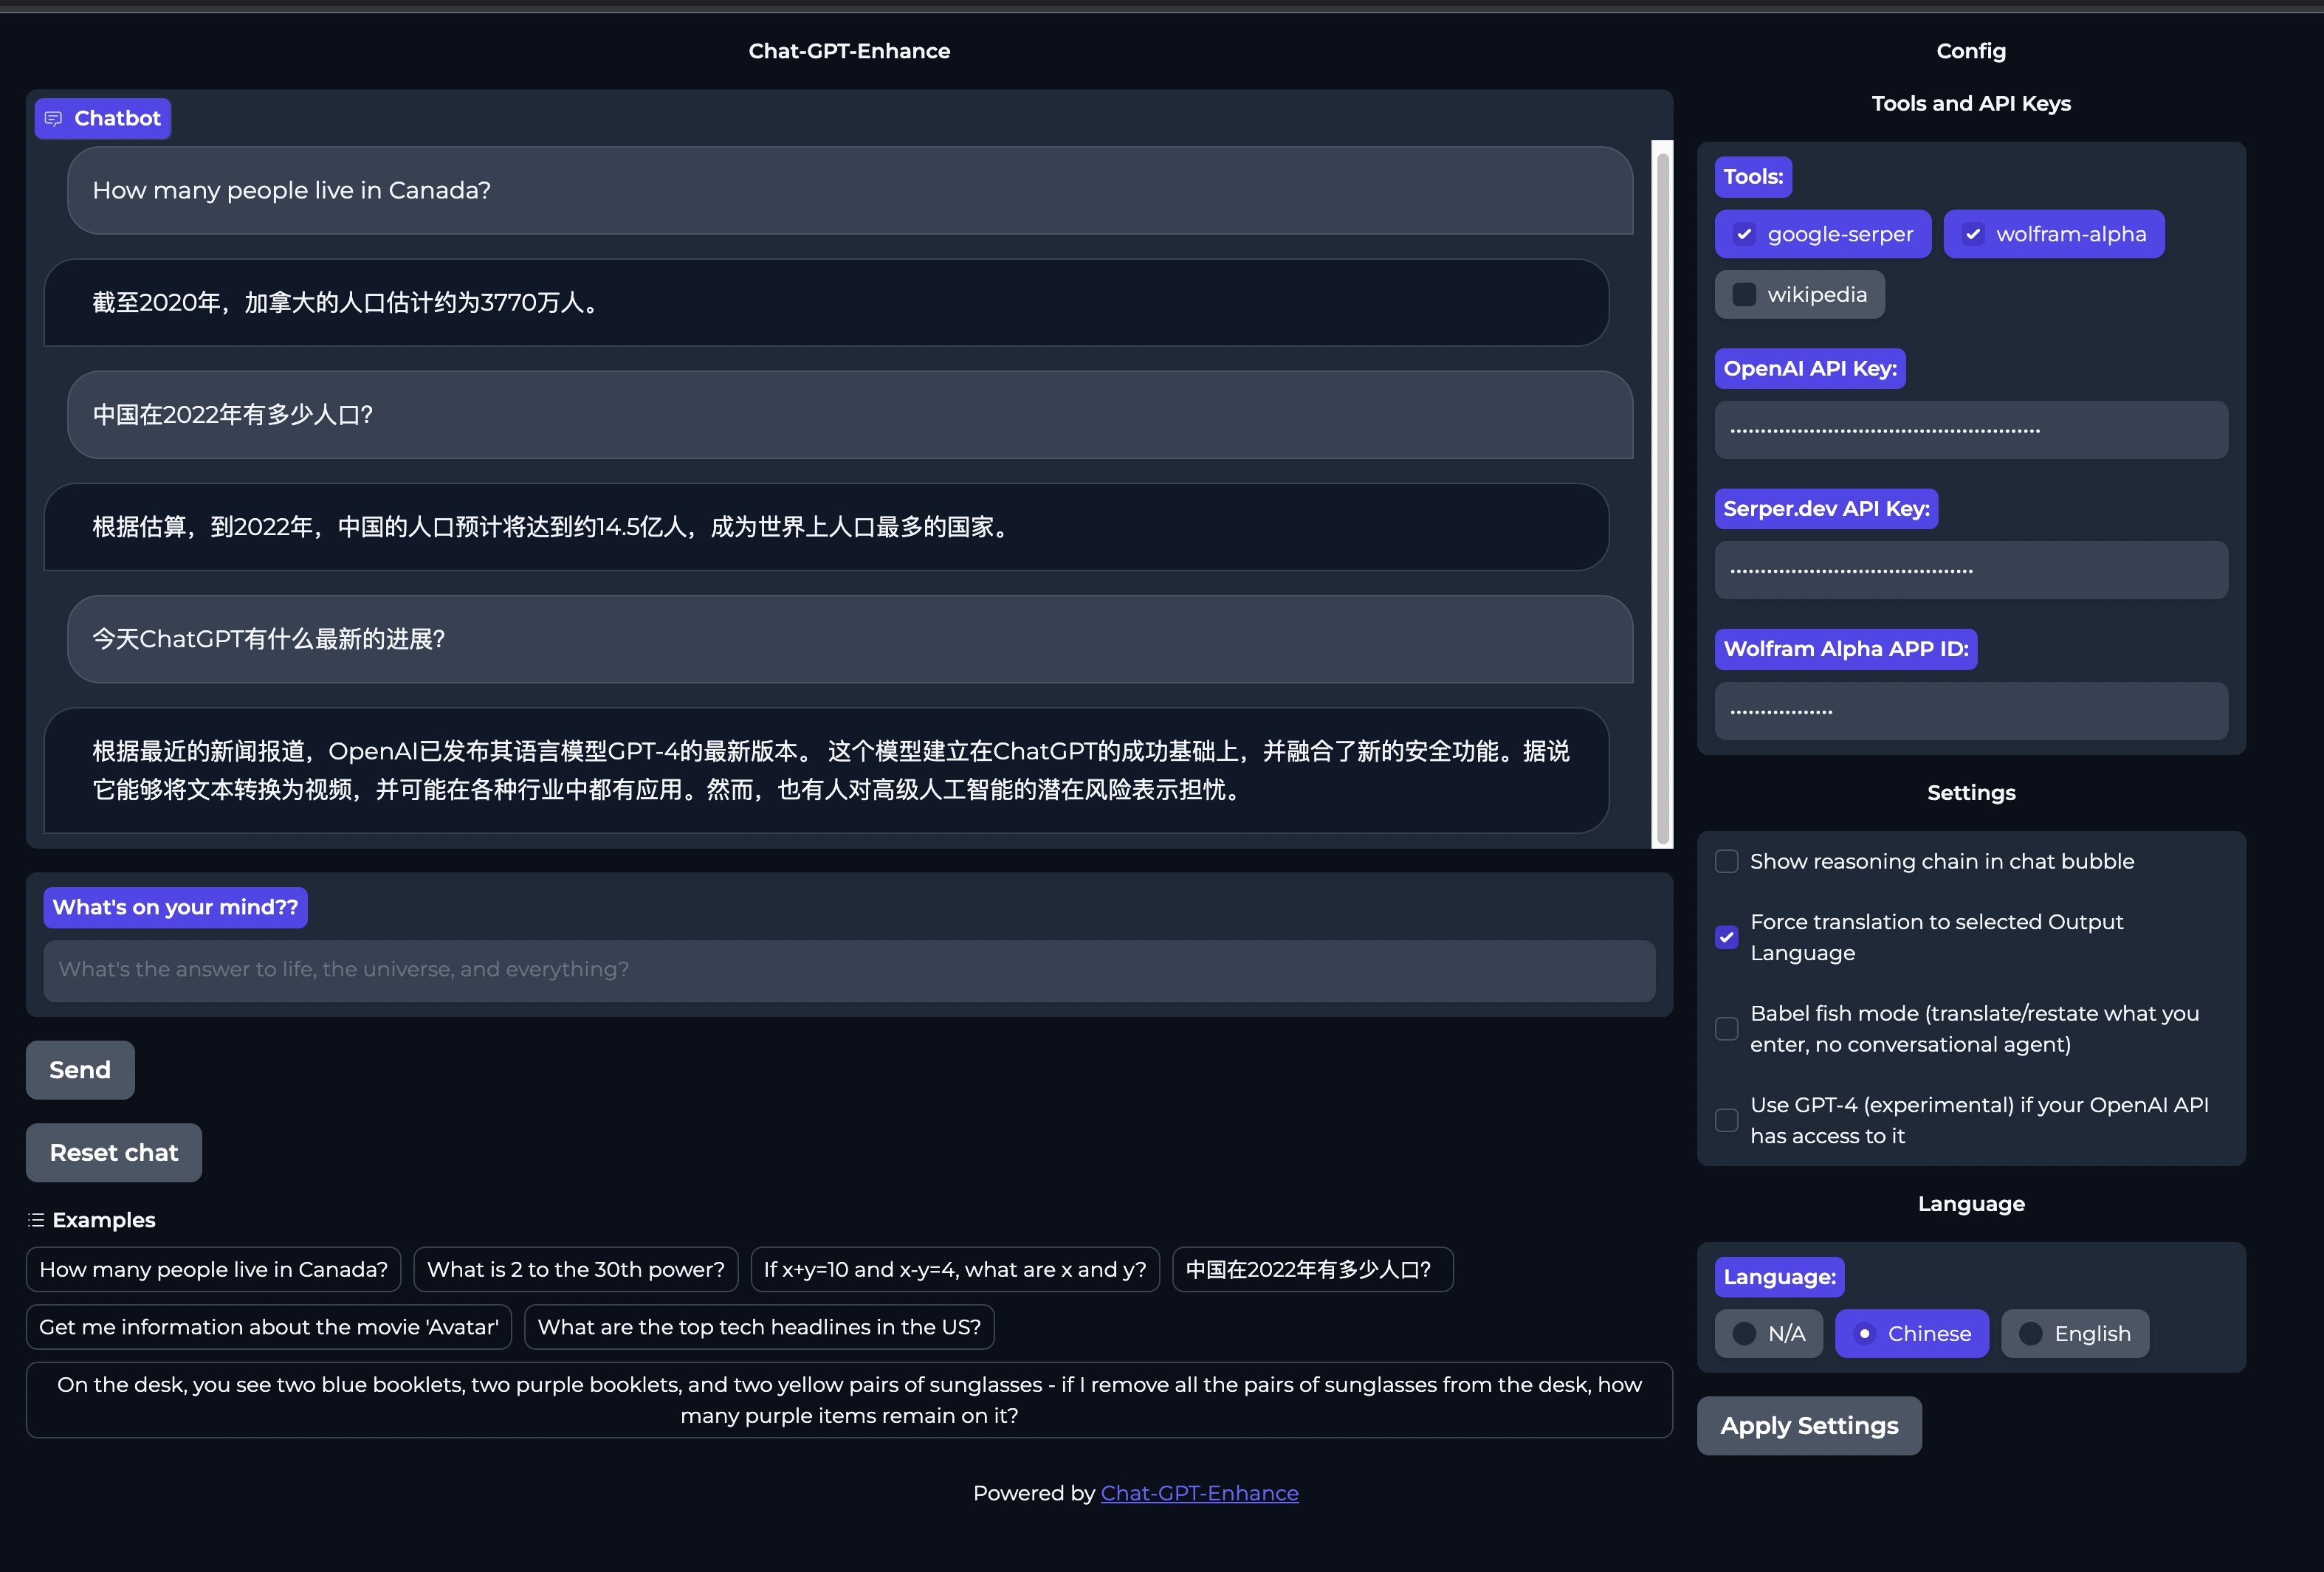 Chat-GPT-Enhance
Chatbot
How many people live in Canada?
截至2020年，加拿大的人口估计约为3770万人。
中国在2022年有多少人口？
根据估算，到2022年，中国的人口预计将达到约14.5亿人，成为世界上人口最多的国家。
今天ChatGPT有什么最新的进展？
根据最近的新闻报道，OpenAI已发布其语言模型GPT-4的最新版本。 这个模型建立在ChatGPT的成功基础上，并融合了新的安全功能。据说
它能够将文本转换为视频，并可能在各种行业中都有应用。然而，也有人对高级人工智能的潜在风险表示担忧。
What's on your mind??
What's the answer to life, the universe, and everything?
Send
Reset chat
Examples
How many people live in Canada?
What is 2 to the 30th power?
If x+y=10 and x-y=4, what are x and y?
中国在2022年有多少人口？
Get me information about the movie 'Avatar'
What are the top tech headlines in the US?
On the desk, you see two blue booklets, two purple booklets, and two yellow pairs of sunglasses - if I remove all the pairs of sunglasses from the desk, how
many purple items remain on it?
Config
Tools and API Keys
Tools:
google-serper
wolfram-alpha
wikipedia
OpenAI API Key:
Serper.dev API Key:
Wolfram Alpha APP ID:
Settings
Show reasoning chain in chat bubble
Force translation to selected Output
Language
Babel fish mode (translate/restate what you
enter, no conversational agent)
Use GPT-4 (experimental) if your OpenAI API
has access to it
Language
Language:
N/A
Chinese
English
Apply Settings
Powered by Chat-GPT-Enhance